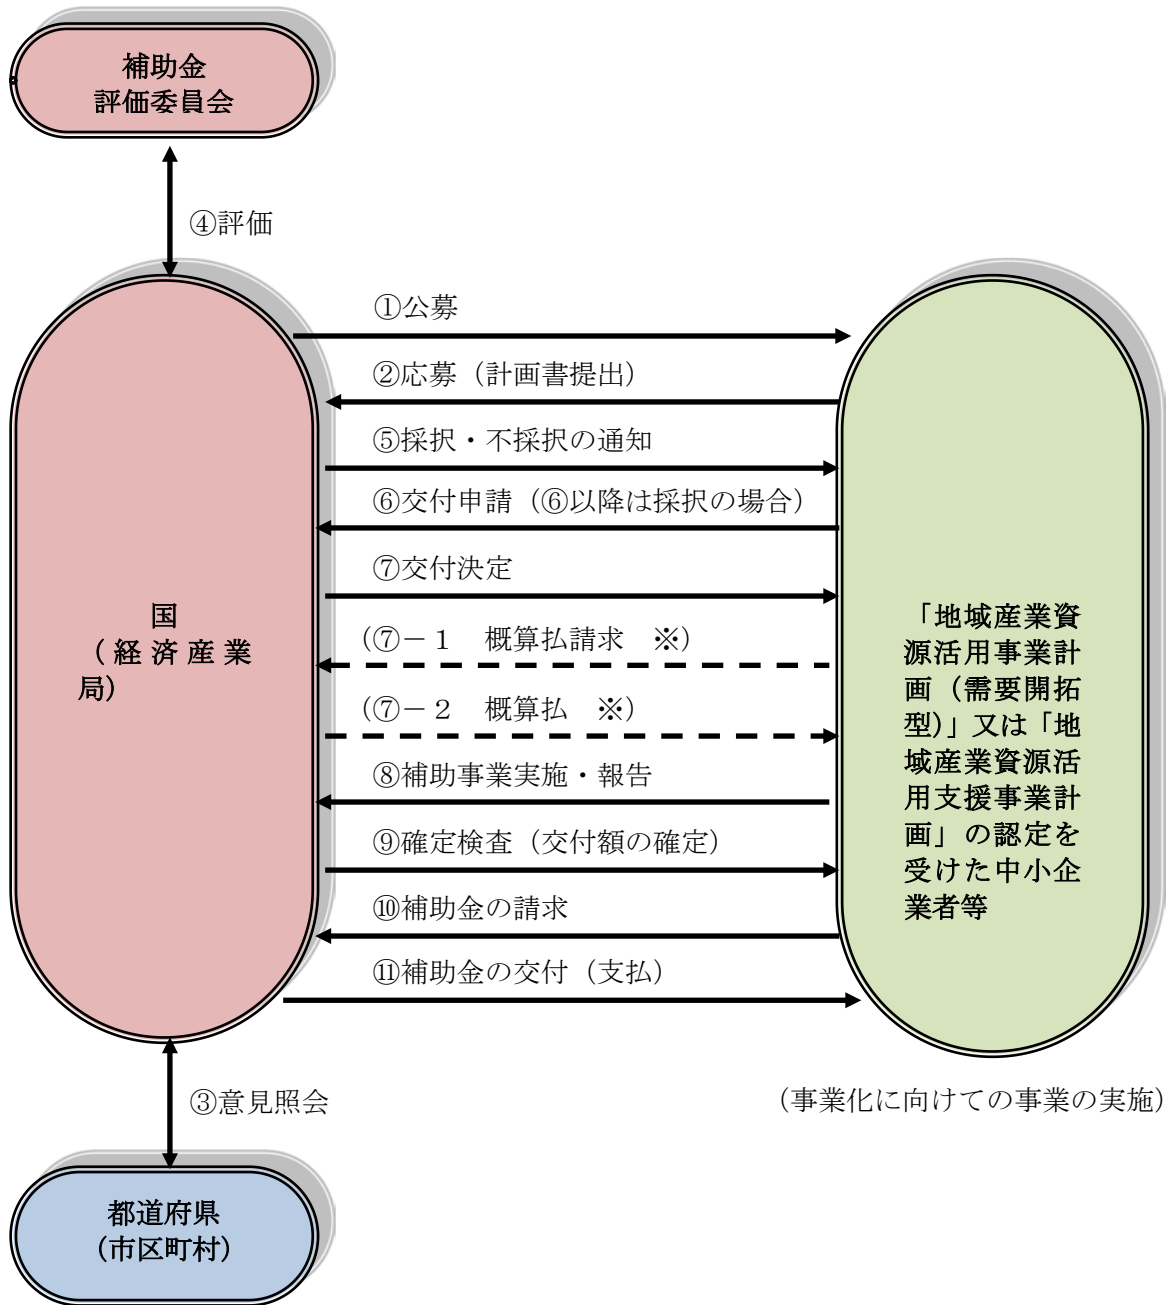 補助金
評価委員会
④評価
①公募
②応募（計画書提出）
⑤採択・不採択の通知
⑥交付申請（⑥以降は採択の場合）
⑦交付決定
（⑦－１　概算払請求　※）
（⑦－２　概算払　※）
⑧補助事業実施・報告
⑨確定検査（交付額の確定）
⑩補助金の請求
⑪補助金の交付（支払）
国
（経済産業
局）
「地域産業資
源活用事業計
画（需要開拓
型）」又は「地
域産業資源活
用支援事業計
画」の認定を
受けた中小企
業者等
③意見照会
（事業化に向けての事業の実施）
都道府県
（市区町村）